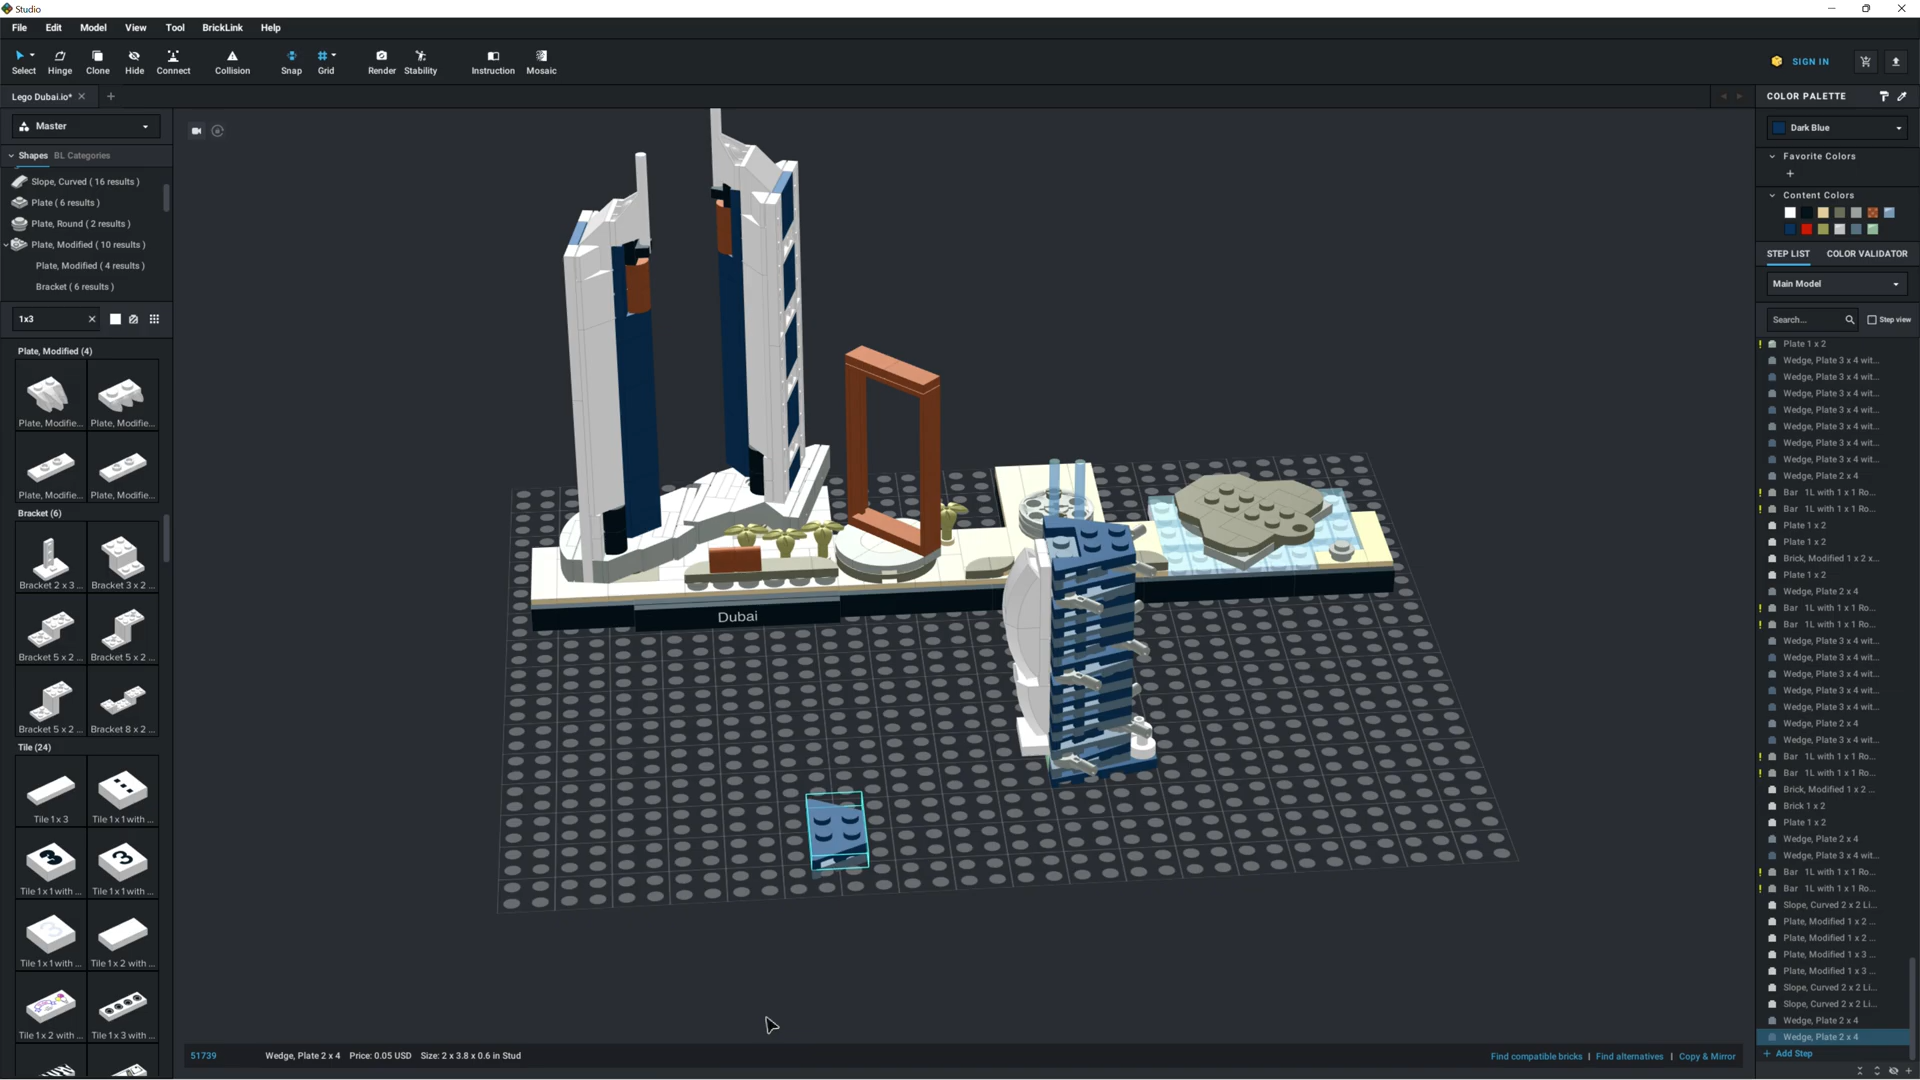 Studio
File Edit Model View Tool BrickLink Help
Select Hinge Clone Hide Connect Collision Snap Grid Render Stability Instruction Mosaic
SIGN IN
Lego Dubai.io*
COLOR PALETTE
Master
Dark Blue
Shapes BL Categories
Favorite Colors
Slope, Curved ( 16 results )
Plate ( 6 results )
Content Colors
Plate, Round ( 2 results )
Plate, Modified ( 10 results )
STEP LIST COLOR VALIDATOR
Plate, Modified ( 4 results )
Main Model
Bracket ( 6 results )
1x3
Search... Step view
Plate, Modified (4)
Plate, Modifie... Plate, Modifie...
Plate, Modifie... Plate, Modifie...
Bracket (6)
Bracket 2 x 3 ... Bracket 3 x 2 ...
Bracket 5 x 2 ... Bracket 5 x 2 ...
Bracket 5 x 2 ... Bracket 8 x 2 ...
Tile (24)
Tile 1 x 3 Tile 1 x 1 with ...
3 3
Tile 1 x 1 with ... Tile 1 x 1 with ...
3
Tile 1 x 1 with ... Tile 1 x 2 with ...
Tile 1 x 2 with ... Tile 1 x 3 with ...
Dubai
51739 Wedge, Plate 2 x 4 Price: 0.05 USD Size: 2 x 3.8 x 0.6 in Stud
Find compatible bricks | Find alternatives | Copy & Mirror
! Plate 1 x 2
Wedge, Plate 3 x 4 wit...
Wedge, Plate 3 x 4 wit...
Wedge, Plate 3 x 4 wit...
Wedge, Plate 3 x 4 wit...
Wedge, Plate 3 x 4 wit...
Wedge, Plate 3 x 4 wit...
Wedge, Plate 3 x 4 wit...
Wedge, Plate 2 x 4
! Bar 1L with 1 x 1 Ro...
! Bar 1L with 1 x 1 Ro...
Plate 1 x 2
Plate 1 x 2
Brick, Modified 1 x 2 x...
Plate 1 x 2
Wedge, Plate 2 x 4
! Bar 1L with 1 x 1 Ro...
! Bar 1L with 1 x 1 Ro...
Wedge, Plate 3 x 4 wit...
Wedge, Plate 3 x 4 wit...
Wedge, Plate 3 x 4 wit...
Wedge, Plate 3 x 4 wit...
Wedge, Plate 3 x 4 wit...
Wedge, Plate 2 x 4
Wedge, Plate 3 x 4 wit...
! Bar 1L with 1 x 1 Ro...
! Bar 1L with 1 x 1 Ro...
Brick, Modified 1 x 2 ...
Brick 1 x 2
Plate 1 x 2
Wedge, Plate 2 x 4
Wedge, Plate 3 x 4 wit...
! Bar 1L with 1 x 1 Ro...
! Bar 1L with 1 x 1 Ro...
Slope, Curved 2 x 2 Li...
Plate, Modified 1 x 2 ...
Plate, Modified 1 x 2 ...
Plate, Modified 1 x 3 ...
Plate, Modified 1 x 3 ...
Slope, Curved 2 x 2 Li...
Slope, Curved 2 x 2 Li...
Wedge, Plate 2 x 4
Wedge, Plate 2 x 4
+ Add Step